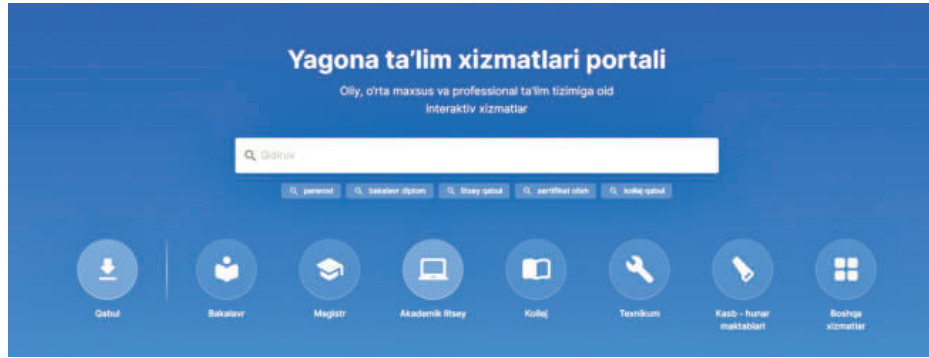 Yagona ta’lim xizmatlari portali
Oliy, o‘rta maxsus va professional ta’lim tizimiga oid
interaktiv xizmatlar
Qidiruv
perevod
bakalavr diplom
litsey qabul
sertifikat olish
kollej qabul
Qabul
Bakalavr
Magistr
Akademik litsey
Kollej
Texnikum
Kasb - hunar
maktablari
Boshqa
xizmatlar